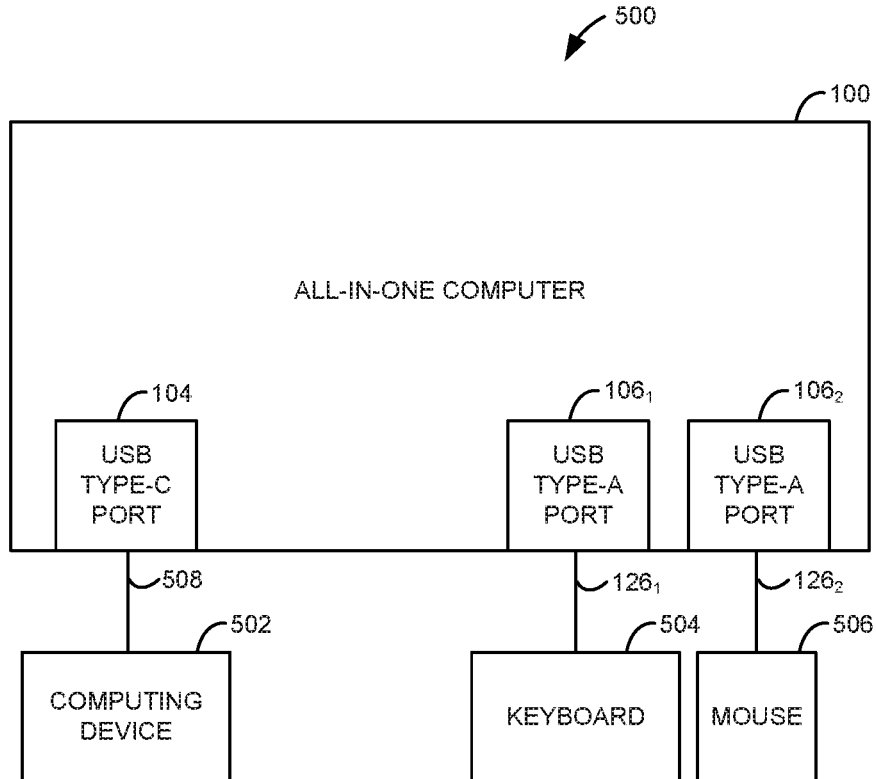 500
100
ALL-IN-ONE COMPUTER
104
106₁
106₂
USB
TYPE-C
PORT
USB
TYPE-A
PORT
USB
TYPE-A
PORT
508
126₁
126₂
502
504
506
COMPUTING
DEVICE
KEYBOARD
MOUSE